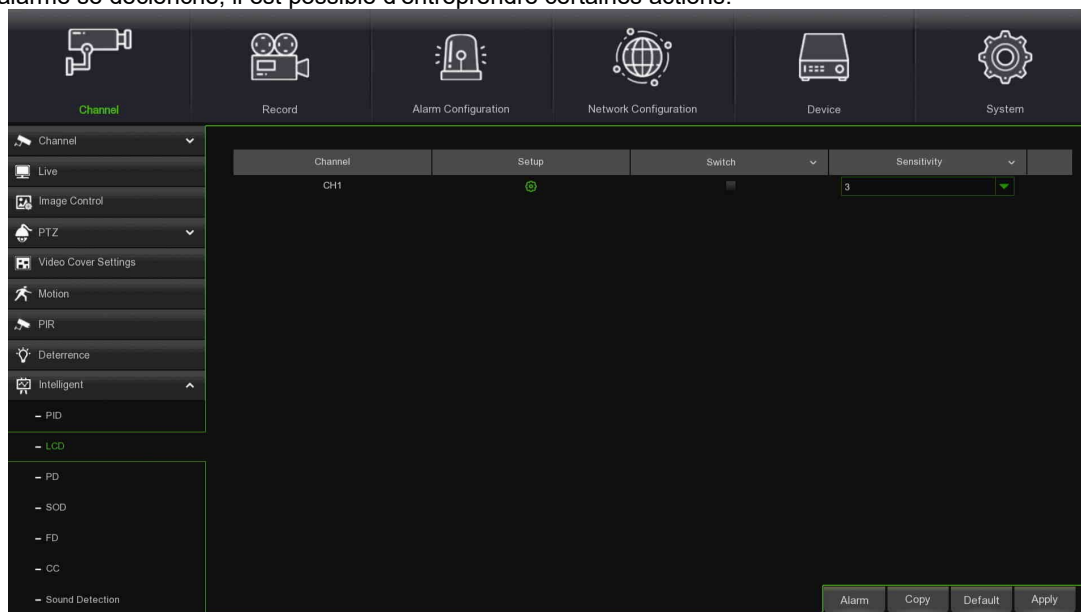 alarme se déclenche, il est possible d'entreprendre certaines actions.
Channel Record Alarm Configuration Network Configuration Device System
Channel
Live
Image Control
PTZ
Video Cover Settings
Motion
PIR
Deterrence
Intelligent
– PID
– LCD
– PD
– SOD
– FD
– CC
– Sound Detection
Channel Setup Switch Sensitivity
CH1 3
Alarm Copy Default Apply